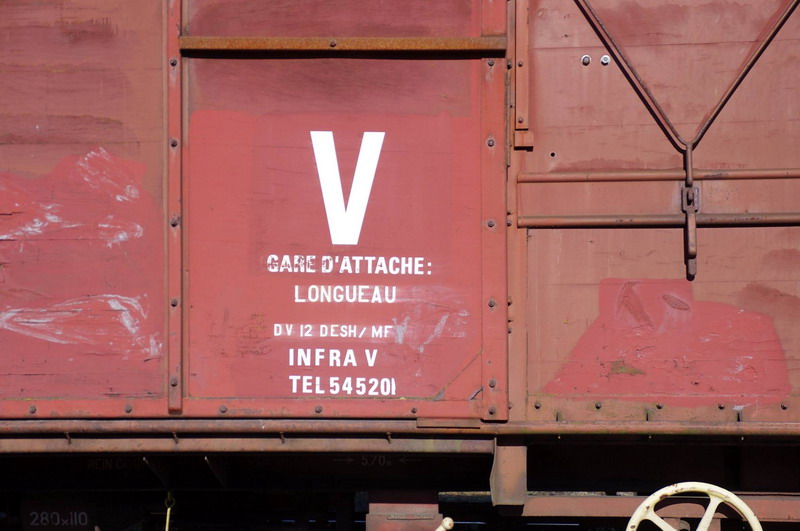 V
GARE D'ATTACHE:
LONGUEAU
DV 12 DESH/MF
INFRA V
TEL 545201
5,70
280x110